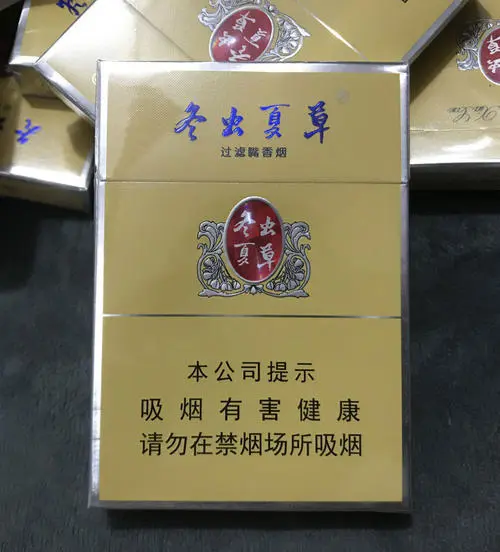 冬虫夏草
过滤嘴香烟
冬虫
夏草
本公司提示
吸烟有害健康
请勿在禁烟场所吸烟